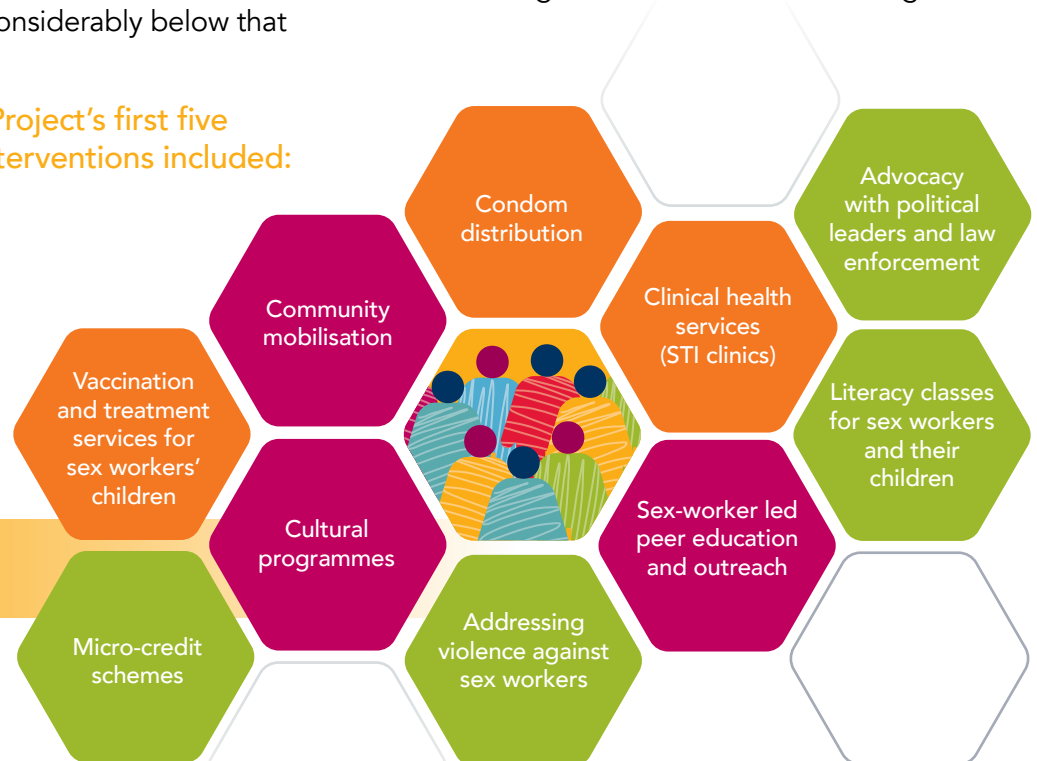 onsiderably below that
Project's first five
terventions included:
Condom
distribution
Advocacy
with political
leaders and law
enforcement
Community
mobilisation
Clinical health
services
(STI clinics)
Vaccination
and treatment
services for
sex workers'
children
Literacy classes
for sex workers
and their
children
Cultural
programmes
Sex-worker led
peer education
and outreach
Micro-credit
schemes
Addressing
violence against
sex workers